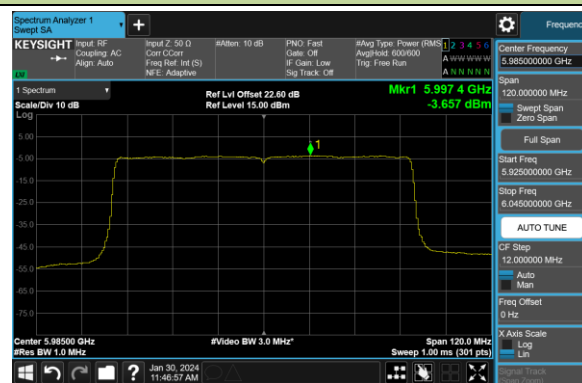 Spectrum Analyzer 1
Swept SA
Frequenc
KEYSIGHT
Input: RF
Coupling: AC
Align: Auto
Input Z: 50 Ω
Corr CCorr
Freq Ref: Int (S)
NFE: Adaptive
#Atten: 10 dB
PNO: Fast
Gate: Off
IF Gain: Low
Sig Track: Off
#Avg Type: Power (RMS
Avg|Hold: 600/600
Trig: Free Run
1 2 3 4 5 6
A W W W W W
A N N N N N
LW
1 Spectrum
Scale/Div 10 dB
Log
Ref Lvl Offset 22.60 dB
Ref Level 15.00 dBm
Mkr1 5.997 4 GHz
-3.657 dBm
1
5.00
-5.00
-15.0
-25.0
-35.0
-45.0
-55.0
-65.0
-75.0
Center 5.98500 GHz
#Res BW 1.0 MHz
#Video BW 3.0 MHz*
Span 120.0 MHz
Sweep 1.00 ms (301 pts)
Center Frequency
5.985000000 GHz
Span
120.000000 MHz
Swept Span
Zero Span
Full Span
Start Freq
5.925000000 GHz
Stop Freq
6.045000000 GHz
AUTO TUNE
CF Step
12.000000 MHz
Auto
Man
Freq Offset
0 Hz
X Axis Scale
Log
Lin
Signal Track
?
Jan 30, 2024
11:46:57 AM